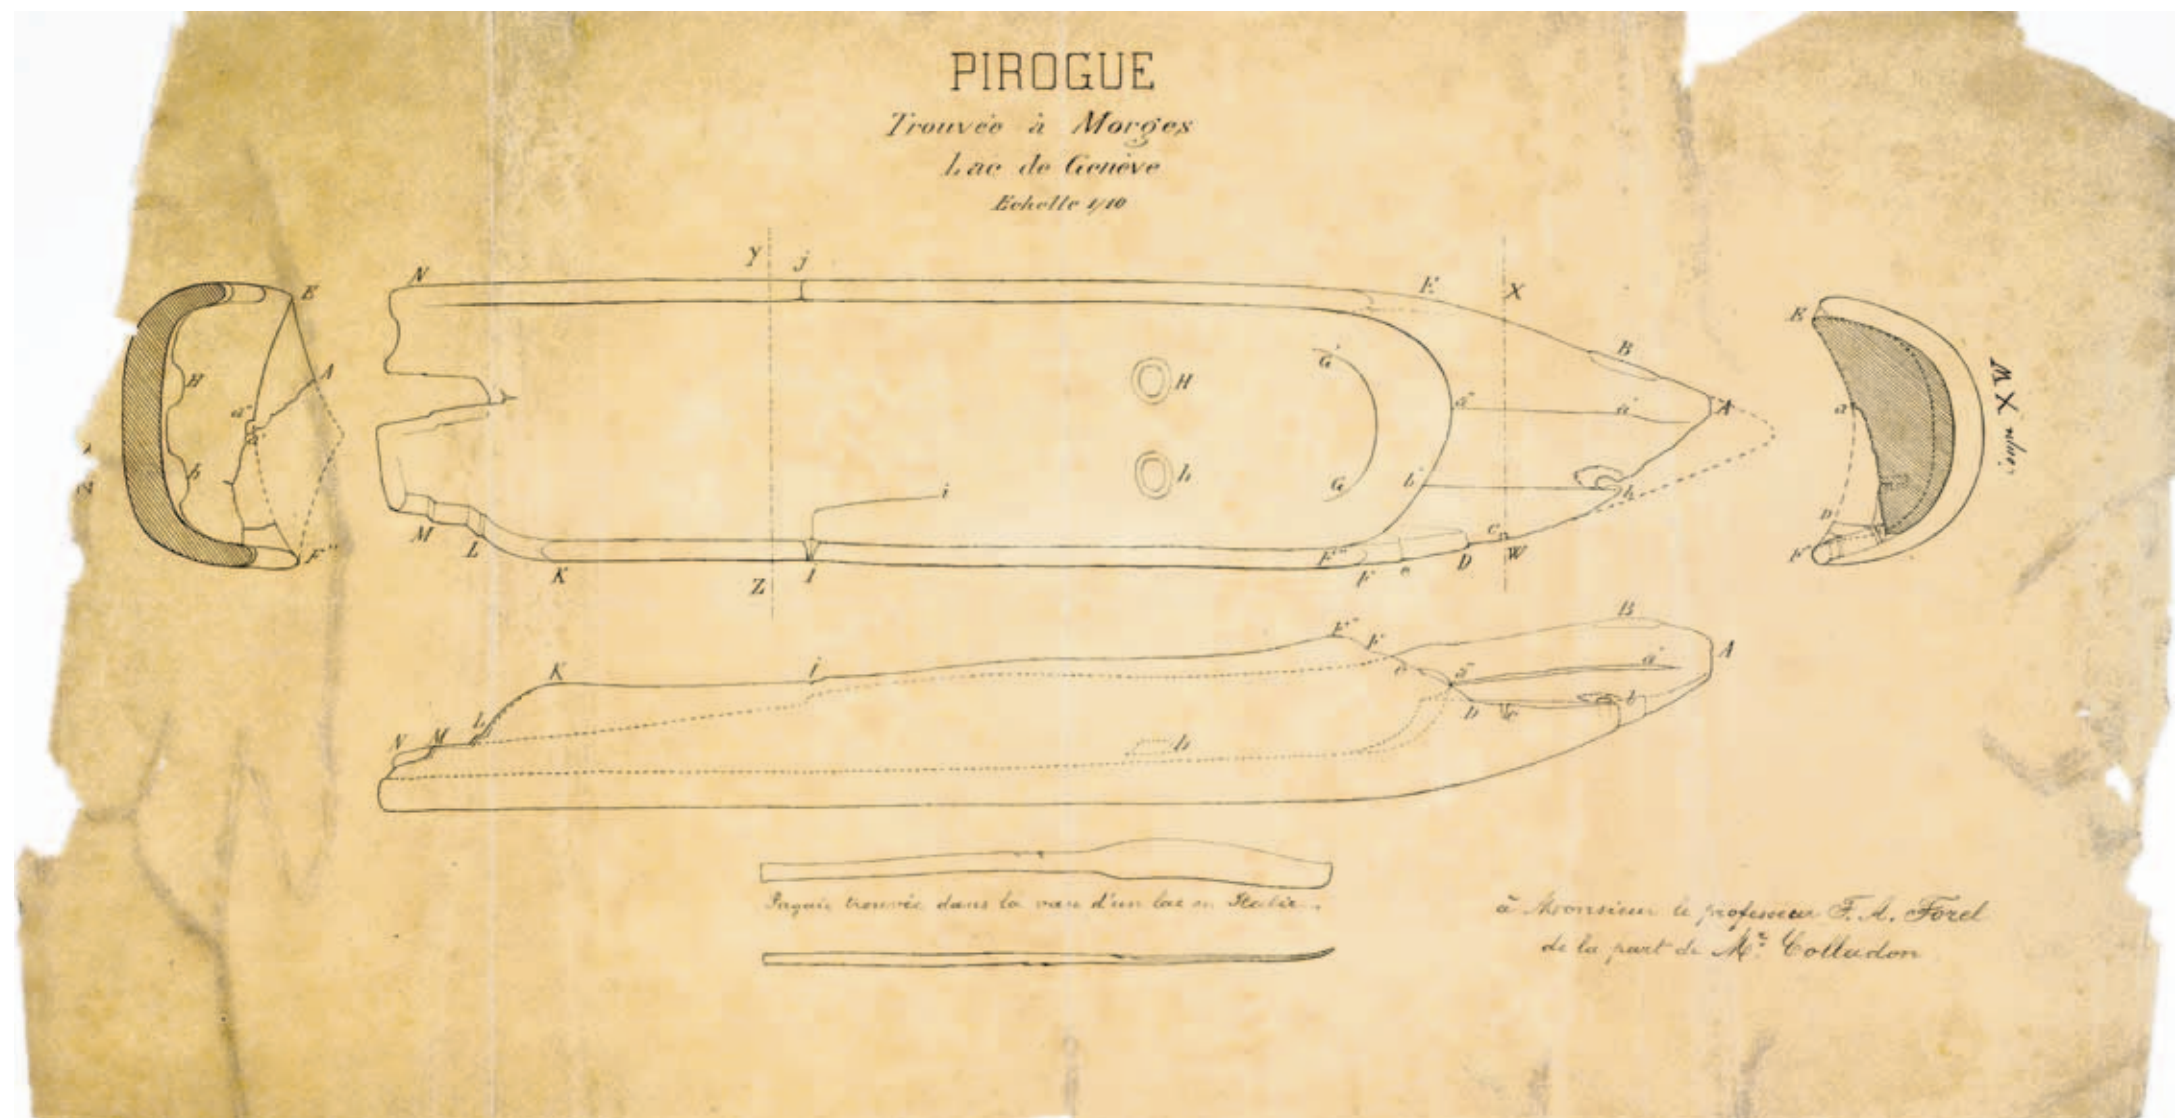 PIROGUE
Trouvée à Morges
Lac de Genève
Echelle 1/10
Y j
N E X
E B E
A H A
H G' a" a' A a"
h G h L' b
M L K Z I F''' F e D C W F''' D F
M X
F''' F B
K i e S a' A
N M L h D C b
Pagaie trouvée dans la vase d'un lac en Italie.
à Monsieur le professeur F. A. Forel
de la part de Mr Colladon